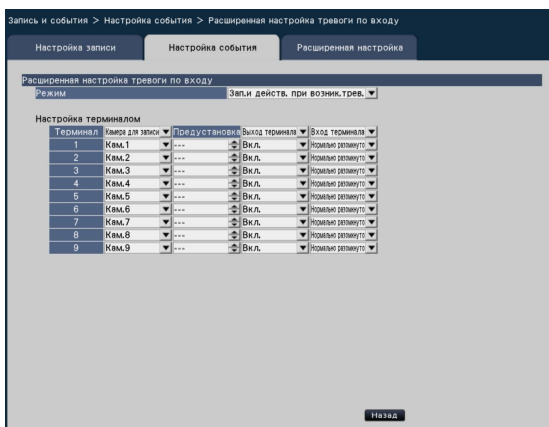 Запись и события > Настройка события > Расширенная настройка тревоги по входу
Настройка записи Настройка события Расширенная настройка
Расширенная настройка тревоги по входу
Режим Зап.и действ. при возник.трев.
Настройка терминалом
Терминал Камера для записи Предустановка Выход терминала Вход терминала
1 Кам.1 --- Вкл. Нормально разомкнуто
2 Кам.2 --- Вкл. Нормально разомкнуто
3 Кам.3 --- Вкл. Нормально разомкнуто
4 Кам.4 --- Вкл. Нормально разомкнуто
5 Кам.5 --- Вкл. Нормально разомкнуто
6 Кам.6 --- Вкл. Нормально разомкнуто
7 Кам.7 --- Вкл. Нормально разомкнуто
8 Кам.8 --- Вкл. Нормально разомкнуто
9 Кам.9 --- Вкл. Нормально разомкнуто
Назад